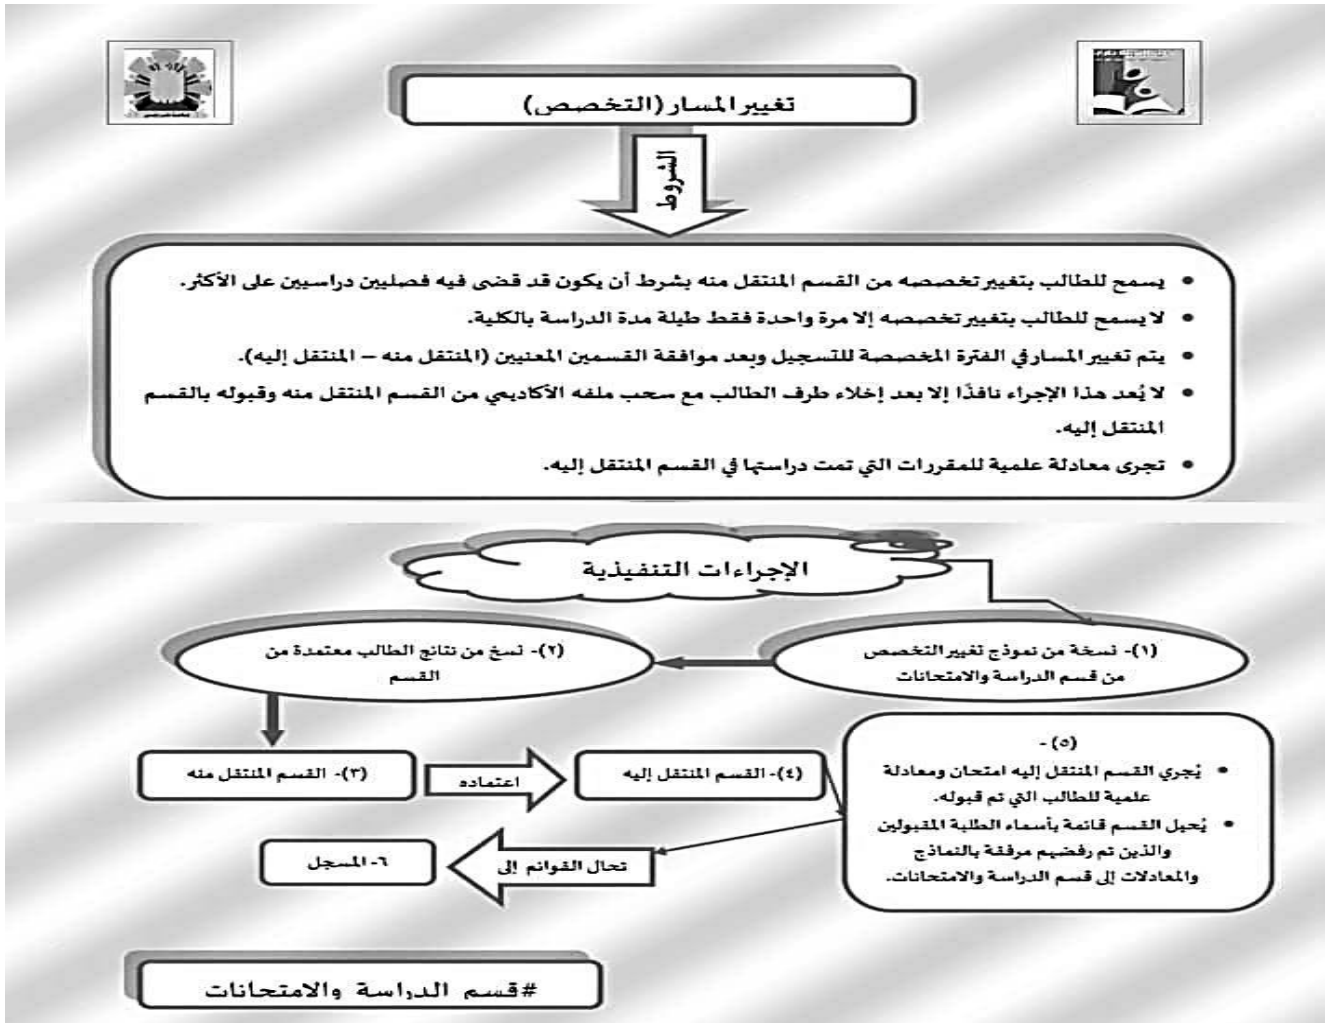 تغيير المسار (التخصص)
الشروط
• يسمح للطالب بتغيير تخصصه من القسم المنتقل منه بشرط أن يكون قد قضى فيه فصليين دراسيين على الأكثر.
• لا يسمح للطالب بتغيير تخصصه إلا مرة واحدة فقط طيلة مدة الدراسة بالكلية.
• يتم تغيير المسار في الفترة المخصصة للتسجيل وبعد موافقة القسمين المعنيين (المنتقل منه – المنتقل إليه).
• لا يُعد هذا الإجراء نافذًا إلا بعد إخلاء طرف الطالب مع سحب ملفه الأكاديمي من القسم المنتقل منه وقبوله بالقسم
المنتقل إليه.
• تجرى معادلة علمية للمقررات التي تمت دراستها في القسم المنتقل إليه.
الإجراءات التنفيذية
(١)- نسخة من نموذج تغيير التخصص
من قسم الدراسة والامتحانات
(٢)- نسخ من نتائج الطالب معتمدة من
القسم
(٣)- القسم المنتقل منه
اعتماده
(٤)- القسم المنتقل إليه
(٥) -
• يُجري القسم المنتقل إليه امتحان ومعادلة
علمية للطالب التي تم قبوله.
• يُحيل القسم قائمة بأسماء الطلبة المقبولين
والذين تم رفضهم مرفقة بالنماذج
والمعادلات إلى قسم الدراسة والامتحانات.
تحال القوائم إلى
٦- المسجل
#قسم الدراسة والامتحانات